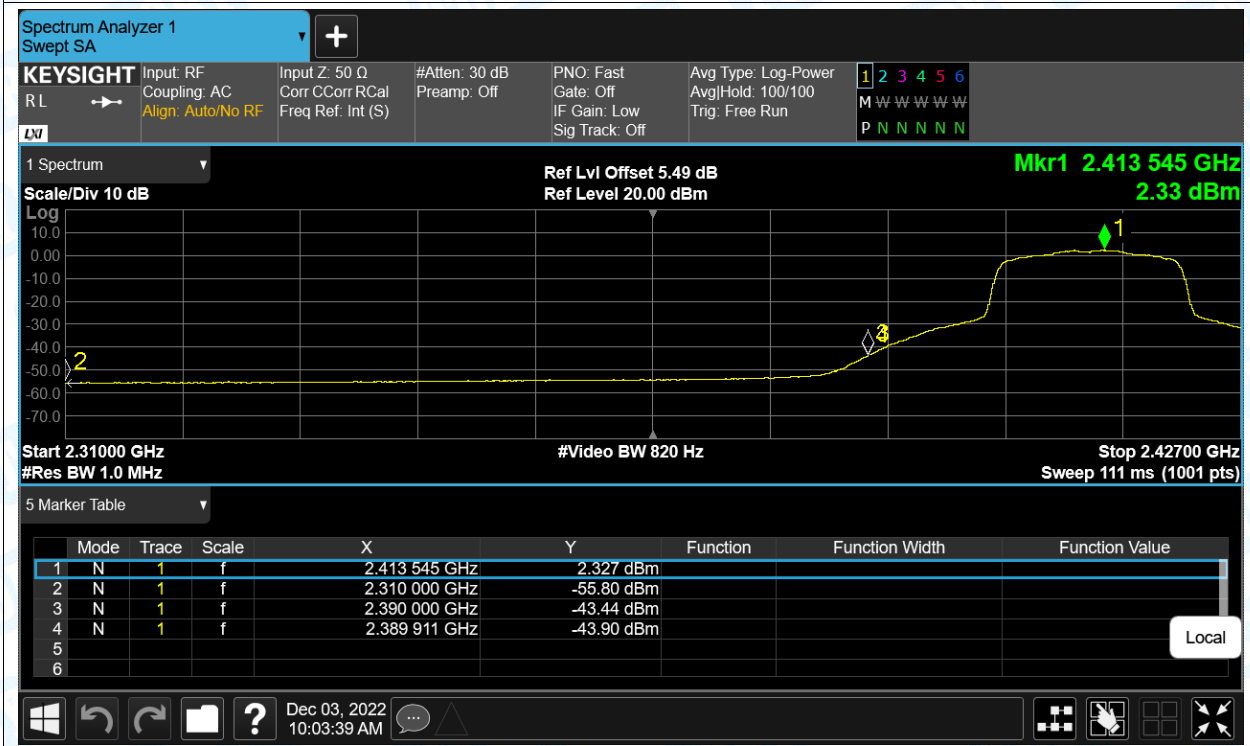 Spectrum Analyzer 1
Swept SA
KEYSIGHT Input: RF Input Z: 50 Ω #Atten: 30 dB PNO: Fast Avg Type: Log-Power 1 2 3 4 5 6
R L Coupling: AC Corr CCorr RCal Preamp: Off Gate: Off Avg|Hold: 100/100 M W W W W W
Align: Auto/No RF Freq Ref: Int (S) IF Gain: Low Trig: Free Run
LXI Sig Track: Off P N N N N N
1 Spectrum Ref Lvl Offset 5.49 dB Mkr1 2.413 545 GHz
Scale/Div 10 dB Ref Level 20.00 dBm 2.33 dBm
Log
1
10.0
0.00
-10.0
-20.0
-30.0
-40.0
2
-50.0
-60.0
-70.0
Start 2.31000 GHz #Video BW 820 Hz Stop 2.42700 GHz
#Res BW 1.0 MHz Sweep 111 ms (1001 pts)
5 Marker Table
Mode Trace Scale X Y Function Function Width Function Value
1 N 1 f 2.413 545 GHz 2.327 dBm
2 N 1 f 2.310 000 GHz -55.80 dBm
3 N 1 f 2.390 000 GHz -43.44 dBm
4 N 1 f 2.389 911 GHz -43.90 dBm
5
6
Local
? Dec 03, 2022
10:03:39 AM